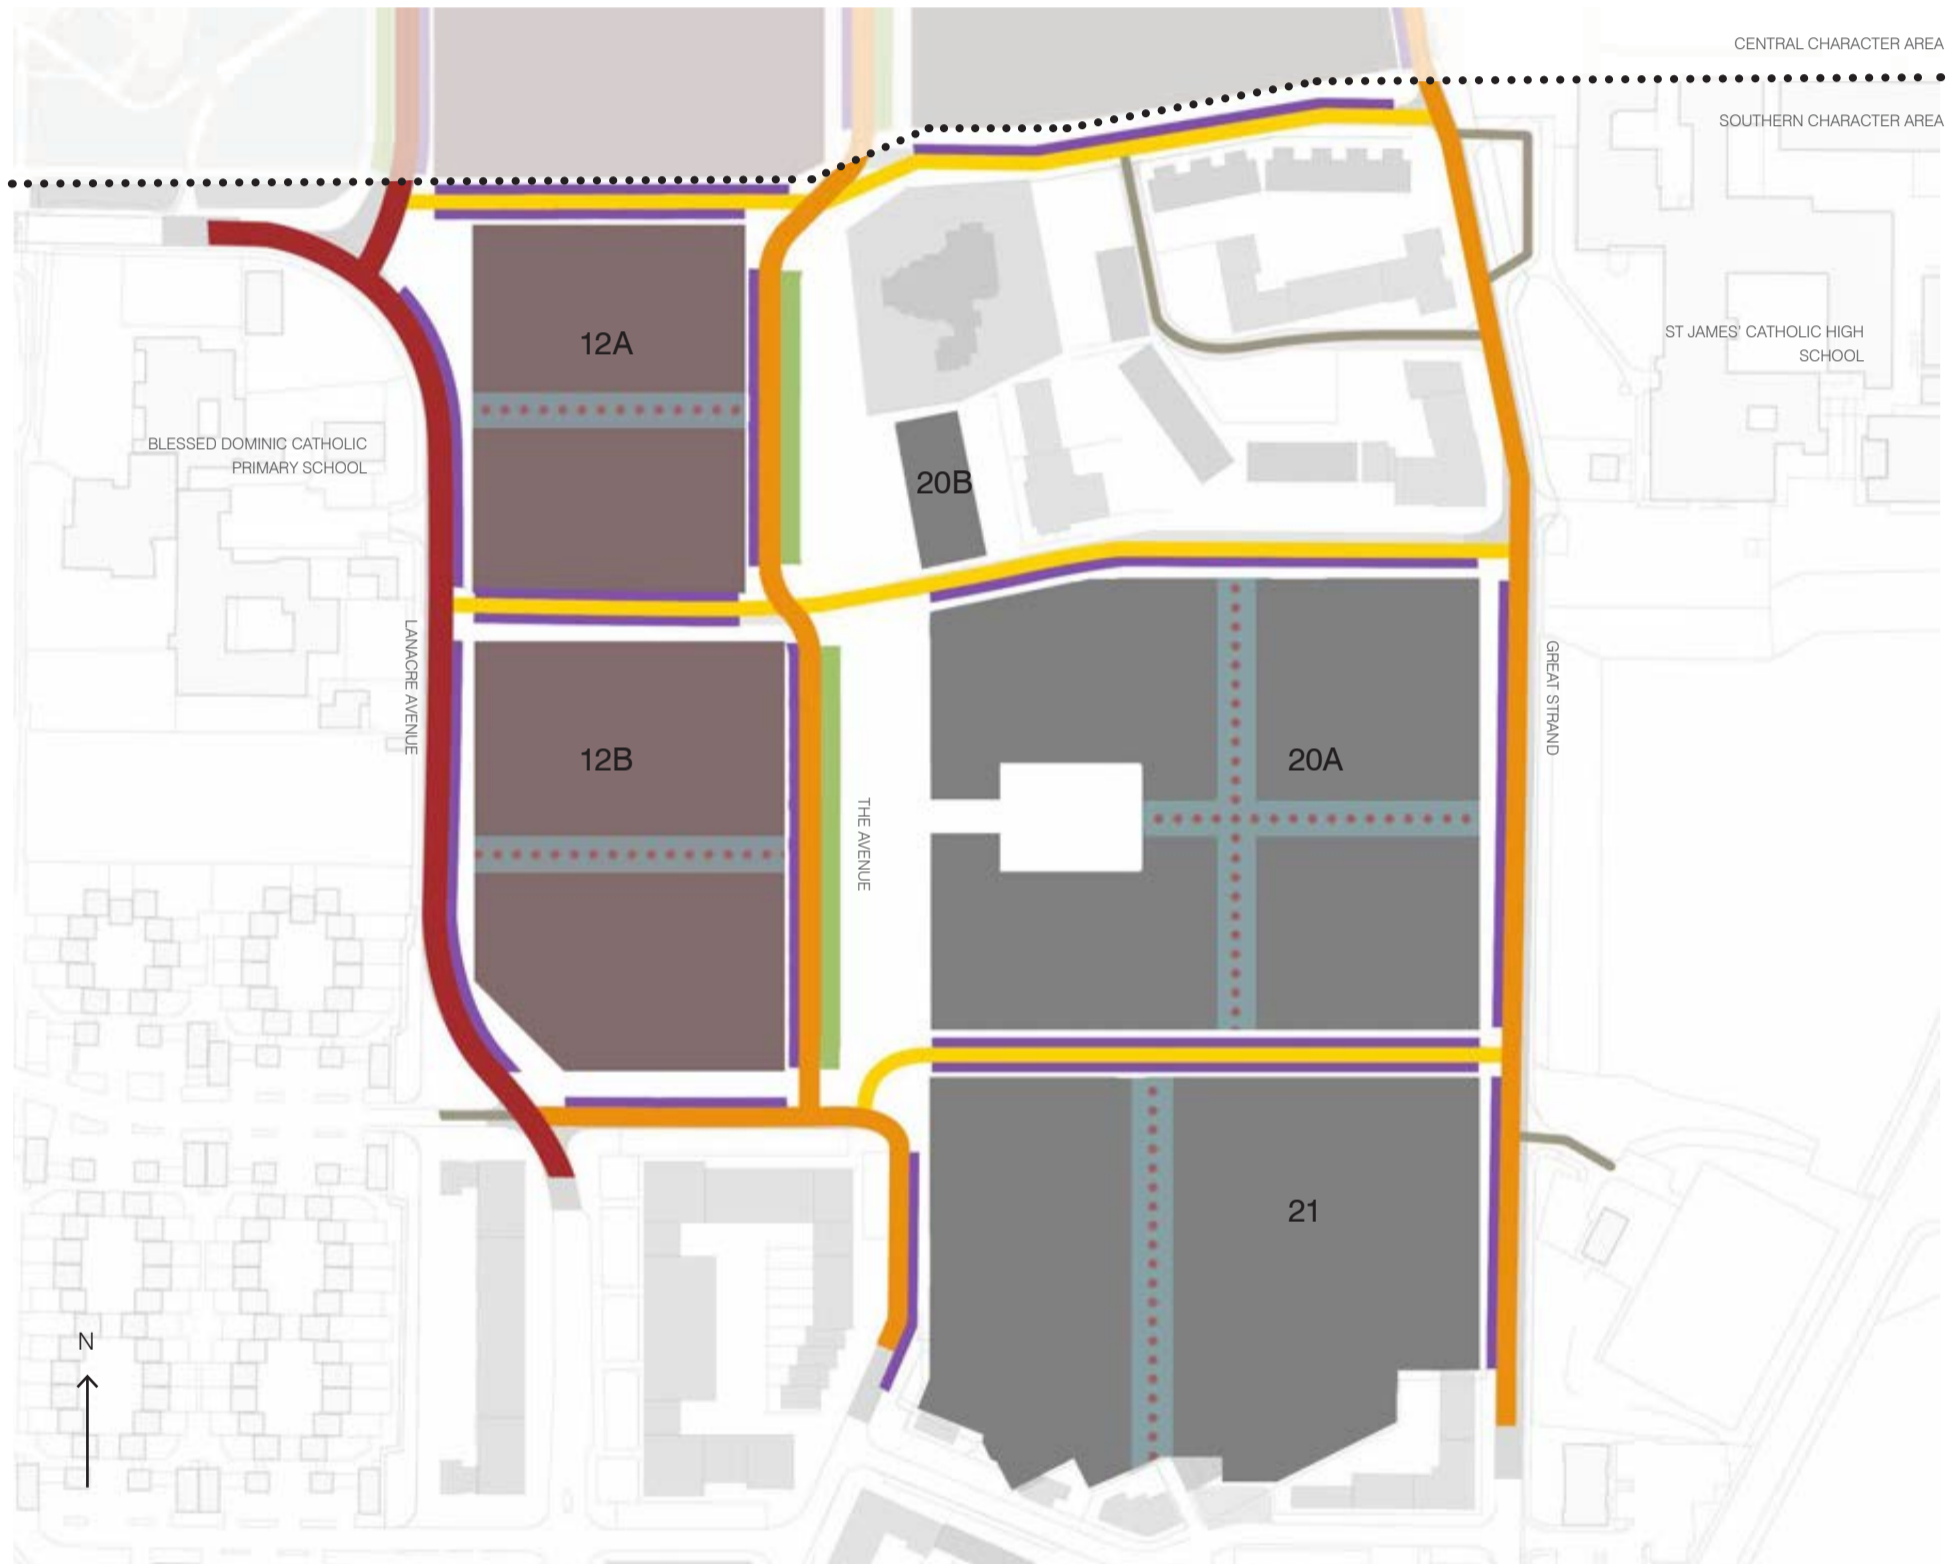 CENTRAL CHARACTER AREA
SOUTHERN CHARACTER AREA
12A
ST JAMES' CATHOLIC HIGH
SCHOOL
BLESSED DOMINIC CATHOLIC
PRIMARY SCHOOL
20B
LANACRE AVENUE
GREAT STRAND
12B
20A
THE AVENUE
21
N